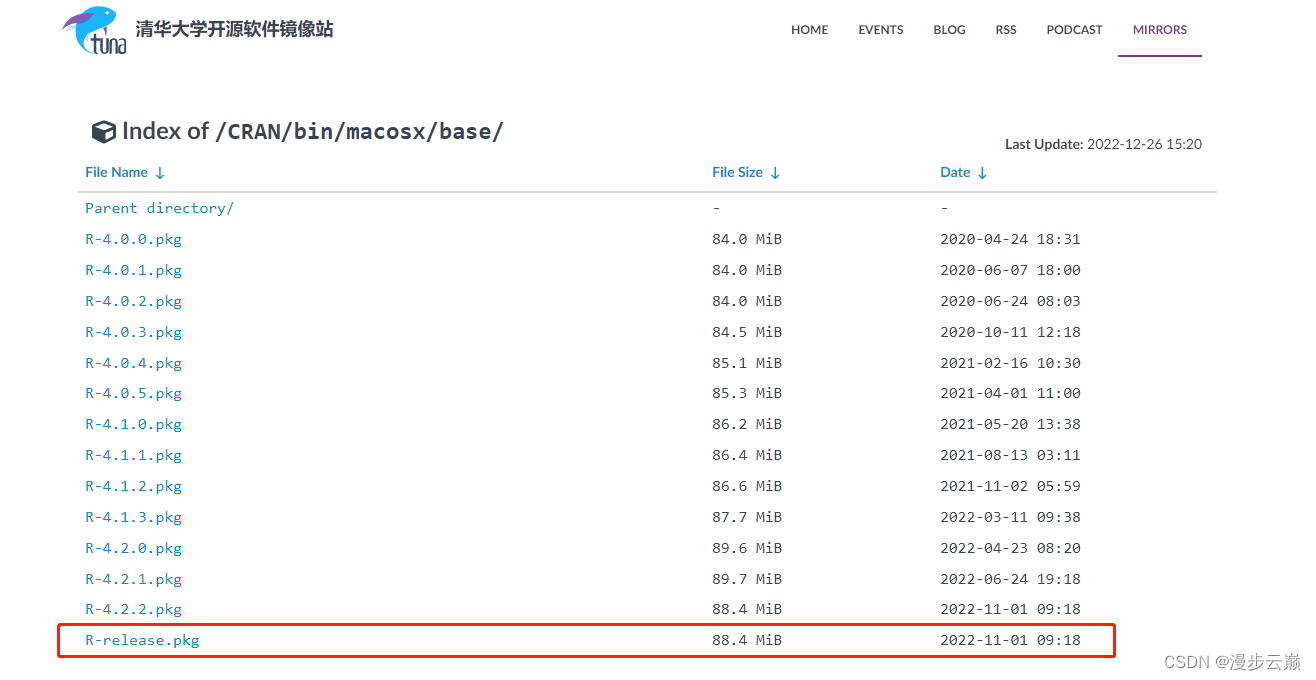 tuna 清华大学开源软件镜像站 HOME EVENTS BLOG RSS PODCAST MIRRORS
Index of /CRAN/bin/macosx/base/
Last Update: 2022-12-26 15:20
File Name ↓ File Size ↓ Date ↓
Parent directory/ - -
R-4.0.0.pkg 84.0 MiB 2020-04-24 18:31
R-4.0.1.pkg 84.0 MiB 2020-06-07 18:00
R-4.0.2.pkg 84.0 MiB 2020-06-24 08:03
R-4.0.3.pkg 84.5 MiB 2020-10-11 12:18
R-4.0.4.pkg 85.1 MiB 2021-02-16 10:30
R-4.0.5.pkg 85.3 MiB 2021-04-01 11:00
R-4.1.0.pkg 86.2 MiB 2021-05-20 13:38
R-4.1.1.pkg 86.4 MiB 2021-08-13 03:11
R-4.1.2.pkg 86.6 MiB 2021-11-02 05:59
R-4.1.3.pkg 87.7 MiB 2022-03-11 09:38
R-4.2.0.pkg 89.6 MiB 2022-04-23 08:20
R-4.2.1.pkg 89.7 MiB 2022-06-24 19:18
R-4.2.2.pkg 88.4 MiB 2022-11-01 09:18
R-release.pkg 88.4 MiB 2022-11-01 09:18
CSDN @漫步云巅